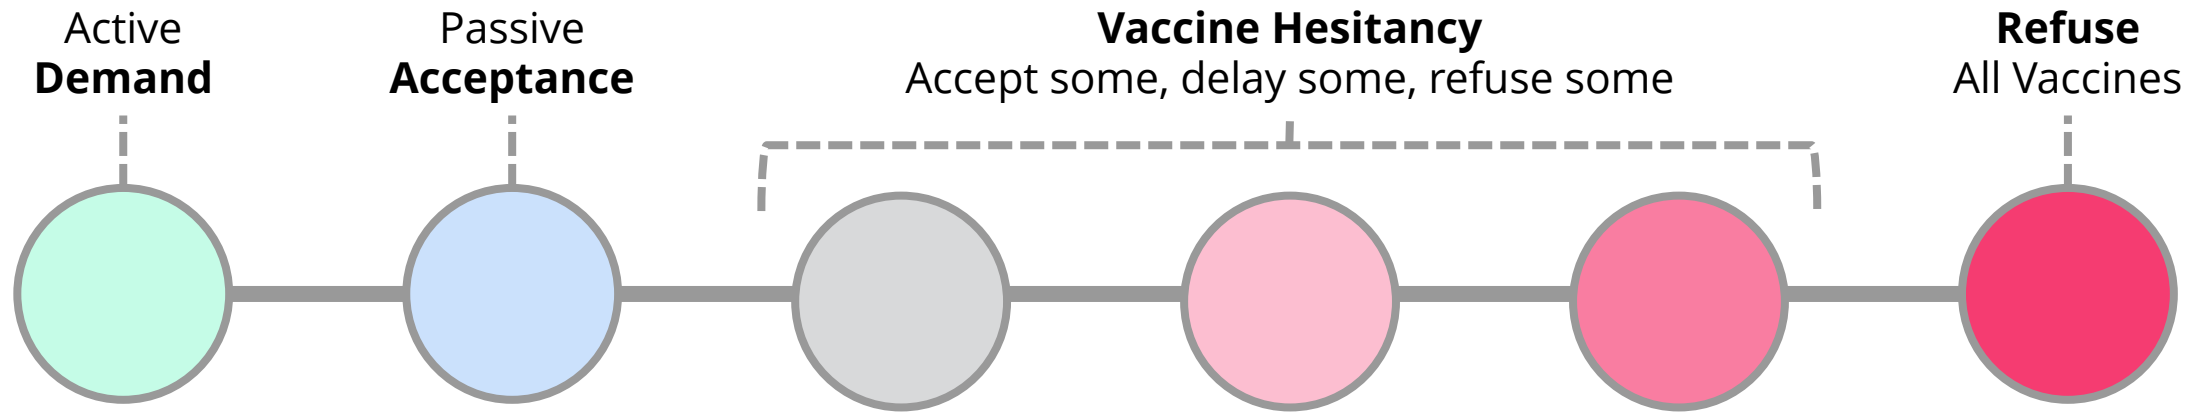 Active
Demand
Passive
Acceptance
Vaccine Hesitancy
Accept some, delay some, refuse some
Refuse
All Vaccines